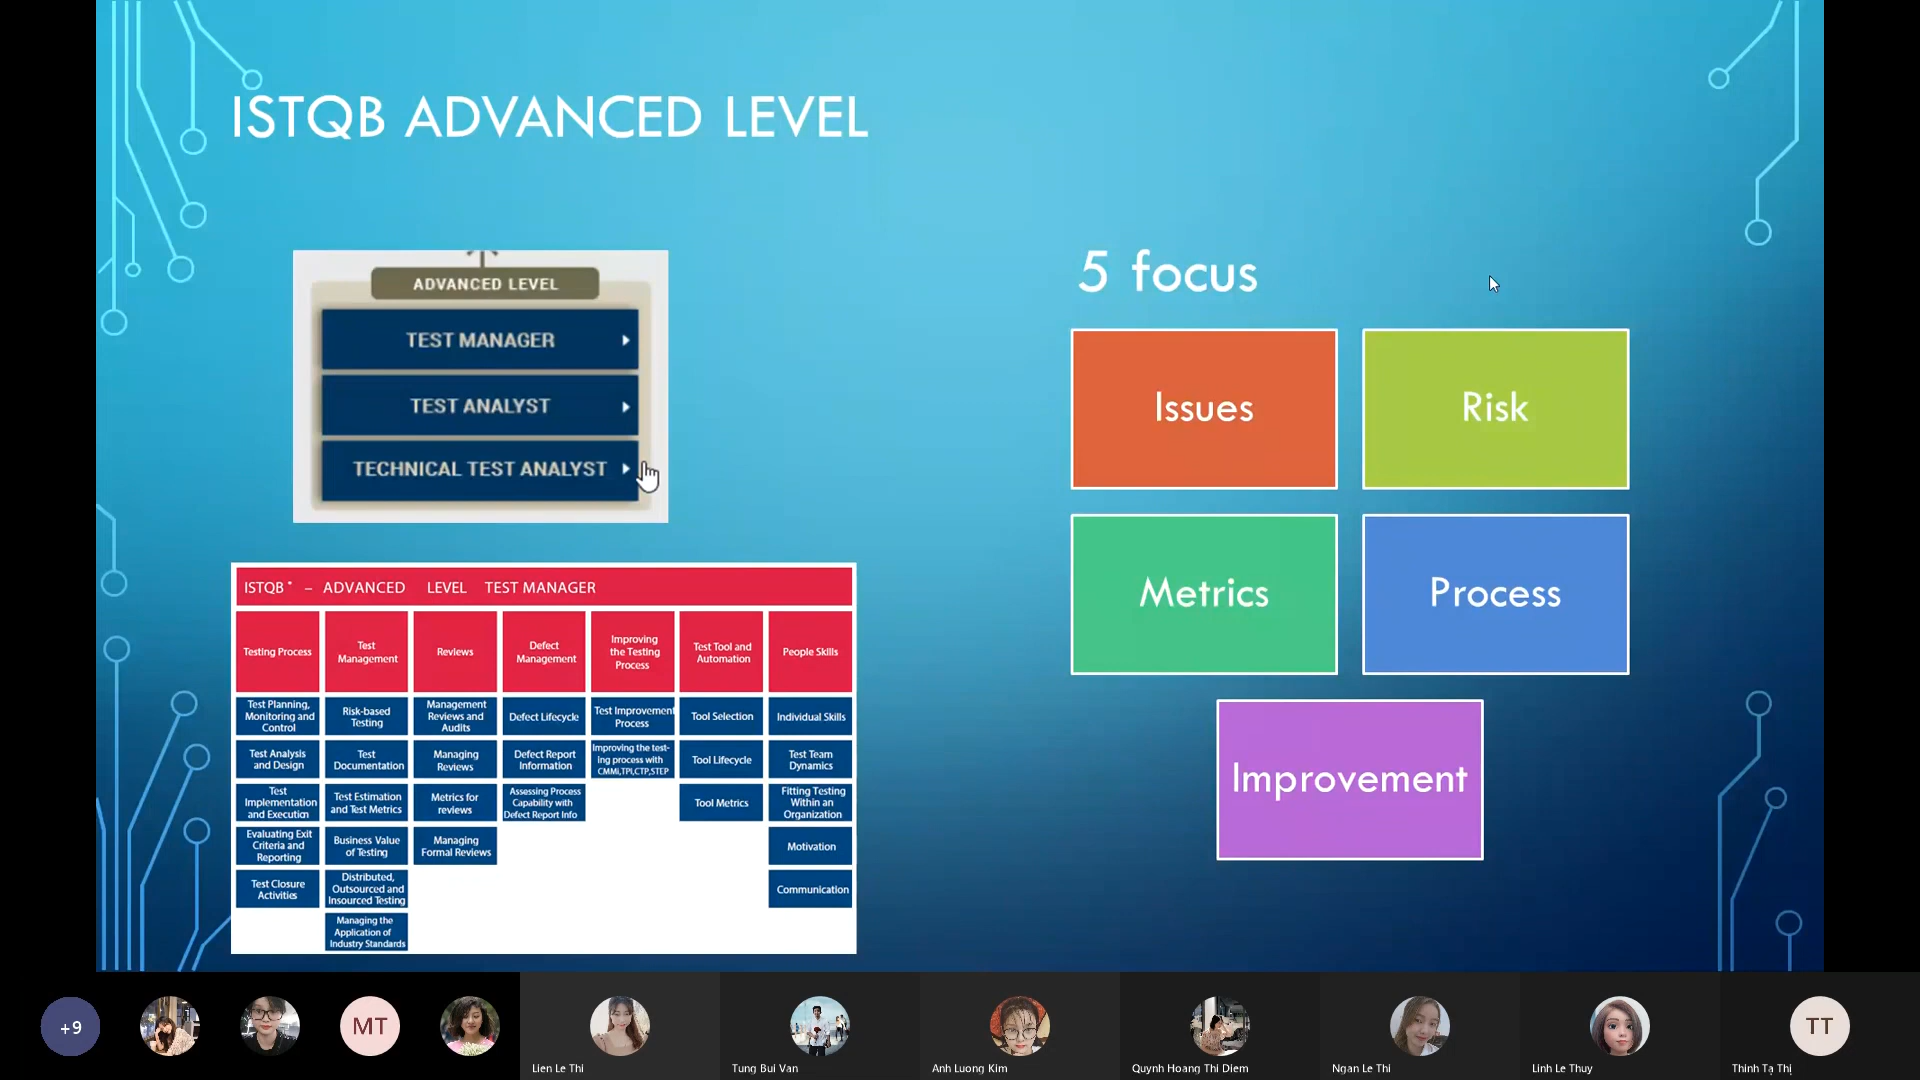 ISTQB ADVANCED LEVEL
ADVANCED LEVEL
TEST MANAGER
TEST ANALYST
TECHNICAL TEST ANALYST
5 focus
Issues
Risk
Metrics
Process
Improvement
ISTQB * – ADVANCED LEVEL TEST MANAGER
Testing Process
Test
Management
Reviews
Defect
Management
Improving
the Testing
Process
Test Tool and
Automation
People Skills
Test Planning,
Monitoring and
Control
Risk-based
Testing
Management
Reviews and
Audits
Defect Lifecycle
Test Improvement
Process
Tool Selection
Individual Skills
Test Analysis
and Design
Test
Documentation
Managing
Reviews
Defect Report
Information
Improving the test-
ing process with
CMMi,TPI,CTP,STEP
Tool Lifecycle
Test Team
Dynamics
Test
Implementation
and Execution
Test Estimation
and Test Metrics
Metrics for
reviews
Assessing Process
Capability with
Defect Report Info
Tool Metrics
Fitting Testing
Within an
Organization
Evaluating Exit
Criteria and
Reporting
Business Value
of Testing
Managing
Formal Reviews
Motivation
Test Closure
Activities
Distributed,
Outsourced and
Insourced Testing
Communication
Managing the
Application of
Industry Standards
+9
MT
TT
Lien Le Thi
Tung Bui Van
Anh Luong Kim
Quynh Hoang Thi Diem
Ngan Le Thi
Linh Le Thuy
Thinh Tạ Thị